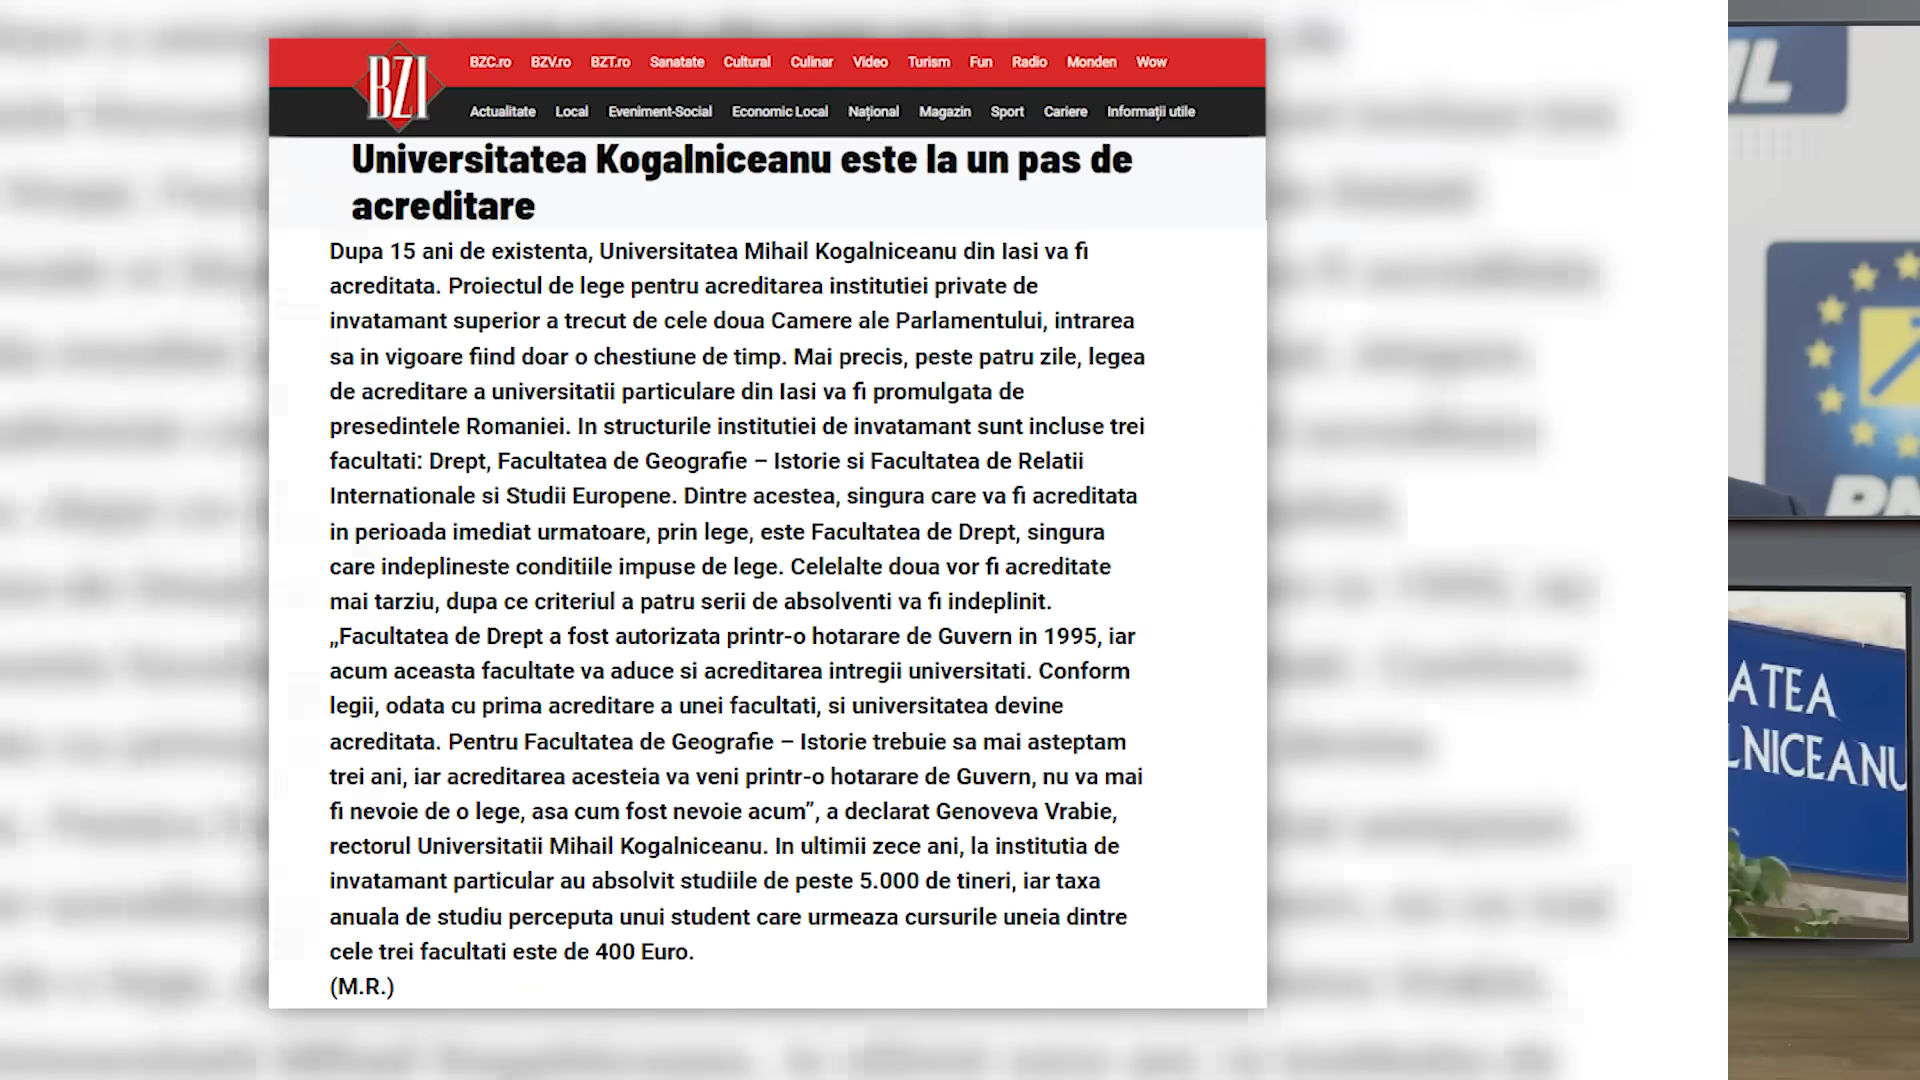 BZI
BZC.ro BZV.ro BZT.ro Sanatate Cultural Culinar Video Turism Fun Radio Monden Wow
Actualitate Local Eveniment-Social Economic Local Național Magazin Sport Cariere Informații utile
Universitatea Kogalniceanu este la un pas de
acreditare
Dupa 15 ani de existenta, Universitatea Mihail Kogalniceanu din Iasi va fi
acreditata. Proiectul de lege pentru acreditarea institutiei private de
invatamant superior a trecut de cele doua Camere ale Parlamentului, intrarea
sa in vigoare fiind doar o chestiune de timp. Mai precis, peste patru zile, legea
de acreditare a universitatii particulare din Iasi va fi promulgata de
presedintele Romaniei. In structurile institutiei de invatamant sunt incluse trei
facultati: Drept, Facultatea de Geografie – Istorie si Facultatea de Relatii
Internationale si Studii Europene. Dintre acestea, singura care va fi acreditata
in perioada imediat urmatoare, prin lege, este Facultatea de Drept, singura
care indeplineste conditiile impuse de lege. Celelalte doua vor fi acreditate
mai tarziu, dupa ce criteriul a patru serii de absolventi va fi indeplinit.
„Facultatea de Drept a fost autorizata printr-o hotarare de Guvern in 1995, iar
acum aceasta facultate va aduce si acreditarea intregii universitati. Conform
legii, odata cu prima acreditare a unei facultati, si universitatea devine
acreditata. Pentru Facultatea de Geografie – Istorie trebuie sa mai asteptam
trei ani, iar acreditarea acesteia va veni printr-o hotarare de Guvern, nu va mai
fi nevoie de o lege, asa cum fost nevoie acum”, a declarat Genoveva Vrabie,
rectorul Universitatii Mihail Kogalniceanu. In ultimii zece ani, la institutia de
invatamant particular au absolvit studiile de peste 5.000 de tineri, iar taxa
anuala de studiu perceputa unui student care urmeaza cursurile uneia dintre
cele trei facultati este de 400 Euro.
(M.R.)
ATEA
LNICEANU